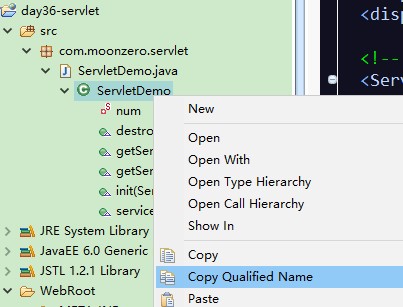 day36-servlet
src
com.moonzero.servlet
ServletDemo.java
ServletDemo
num
destro
getSer
getSer
init(Ser
service
JRE System Library
JavaEE 6.0 Generic
JSTL 1.2.1 Library
WebRoot
New
Open
Open With
Open Type Hierarchy
Open Call Hierarchy
Show In
Copy
Copy Qualified Name
Paste
<disp
<!--
<Serv